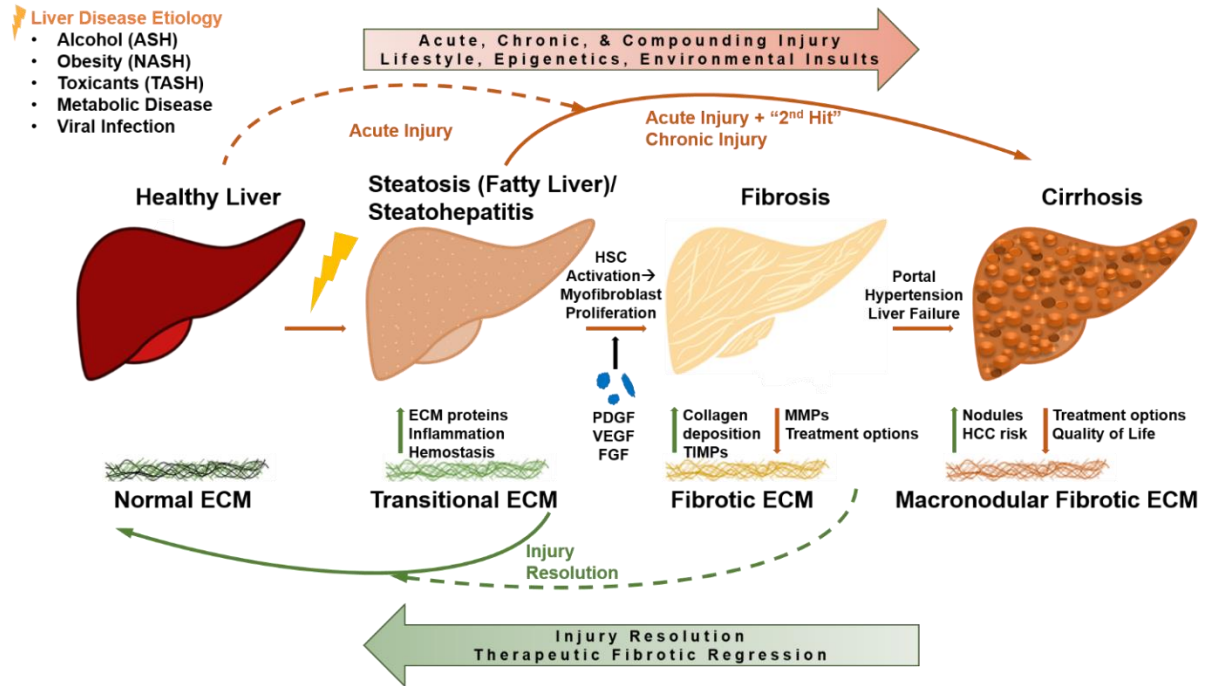 Liver Disease Etiology
• Alcohol (ASH)
• Obesity (NASH)
• Toxicants (TASH)
• Metabolic Disease
• Viral Infection
Acute, Chronic, & Compounding Injury
Lifestyle, Epigenetics, Environmental Insults
Acute Injury
Acute Injury + “2nd Hit”
Chronic Injury
Healthy Liver
Steatosis (Fatty Liver)/
Steatohepatitis
Fibrosis
Cirrhosis
HSC
Activation→
Myofibroblast
Proliferation
Portal
Hypertension
Liver Failure
PDGF
VEGF
FGF
ECM proteins
Inflammation
Hemostasis
Collagen
deposition
TIMPs
MMPs
Treatment options
Nodules
HCC risk
Treatment options
Quality of Life
Normal ECM
Transitional ECM
Fibrotic ECM
Macronodular Fibrotic ECM
Injury
Resolution
Injury Resolution
Therapeutic Fibrotic Regression